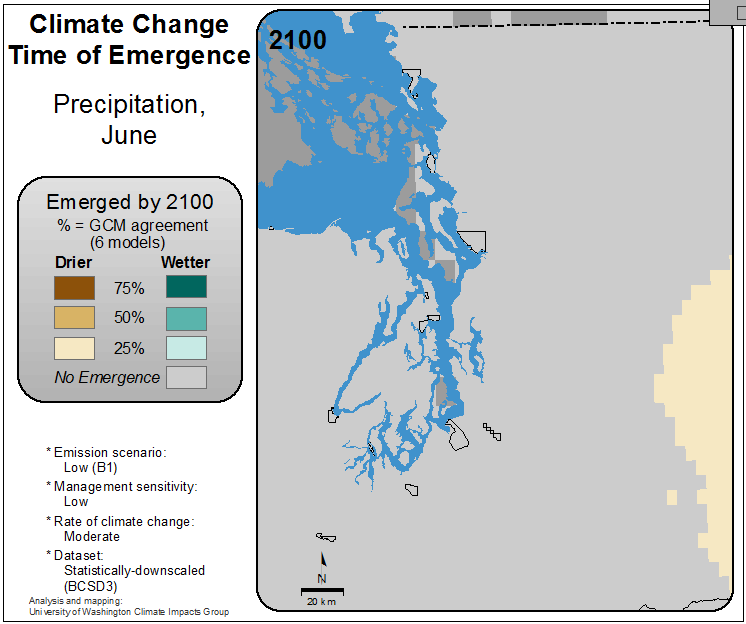 Climate Change
Time of Emergence
Precipitation,
June
Emerged by 2100
% = GCM agreement
(6 models)
Drier Wetter
75%
50%
25%
No Emergence
* Emission scenario:
Low (B1)
* Management sensitivity:
Low
* Rate of climate change:
Moderate
* Dataset:
Statistically-downscaled
(BCSD3)
Analysis and mapping:
University of Washington Climate Impacts Group
2100
N
20 km